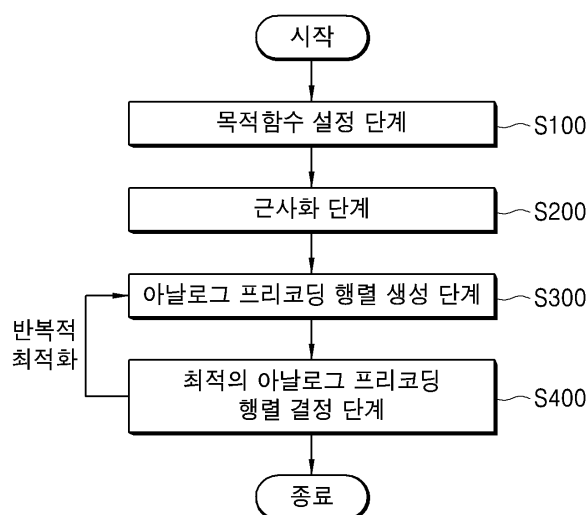 시작
목적함수 설정 단계
S100
근사화 단계
S200
아날로그 프리코딩 행렬 생성 단계
S300
반복적
최적화
최적의 아날로그 프리코딩
행렬 결정 단계
S400
종료